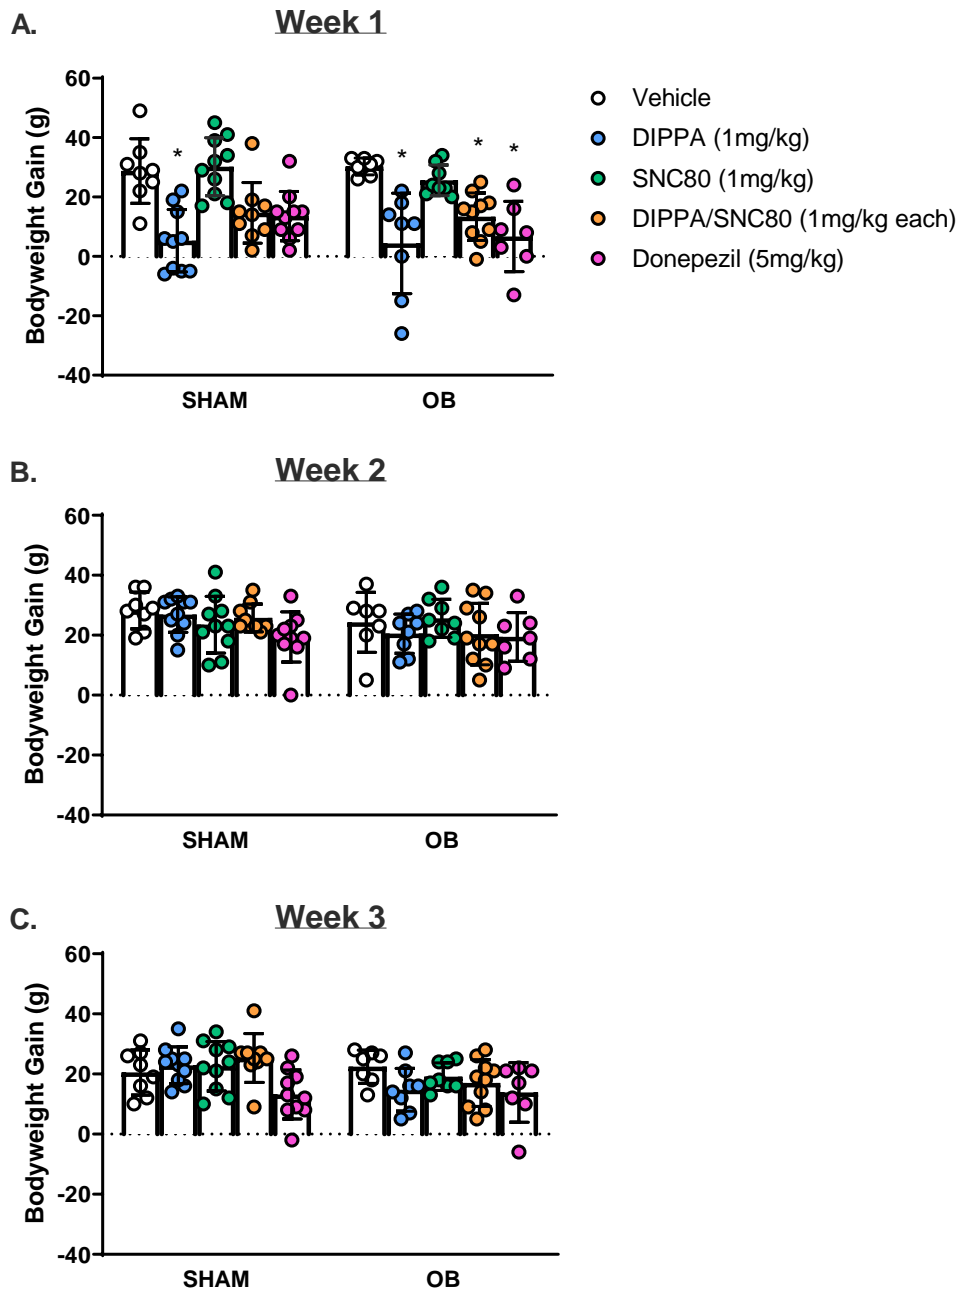 A.
Week 1
Bodyweight Gain (g)
60
40
20
0
-20
-40
*
*
*
*
SHAM
OB
Vehicle
DIPPA (1mg/kg)
SNC80 (1mg/kg)
DIPPA/SNC80 (1mg/kg each)
Donepezil (5mg/kg)
B.
Week 2
Bodyweight Gain (g)
60
40
20
0
-20
-40
SHAM
OB
C.
Week 3
Bodyweight Gain (g)
60
40
20
0
-20
-40
SHAM
OB